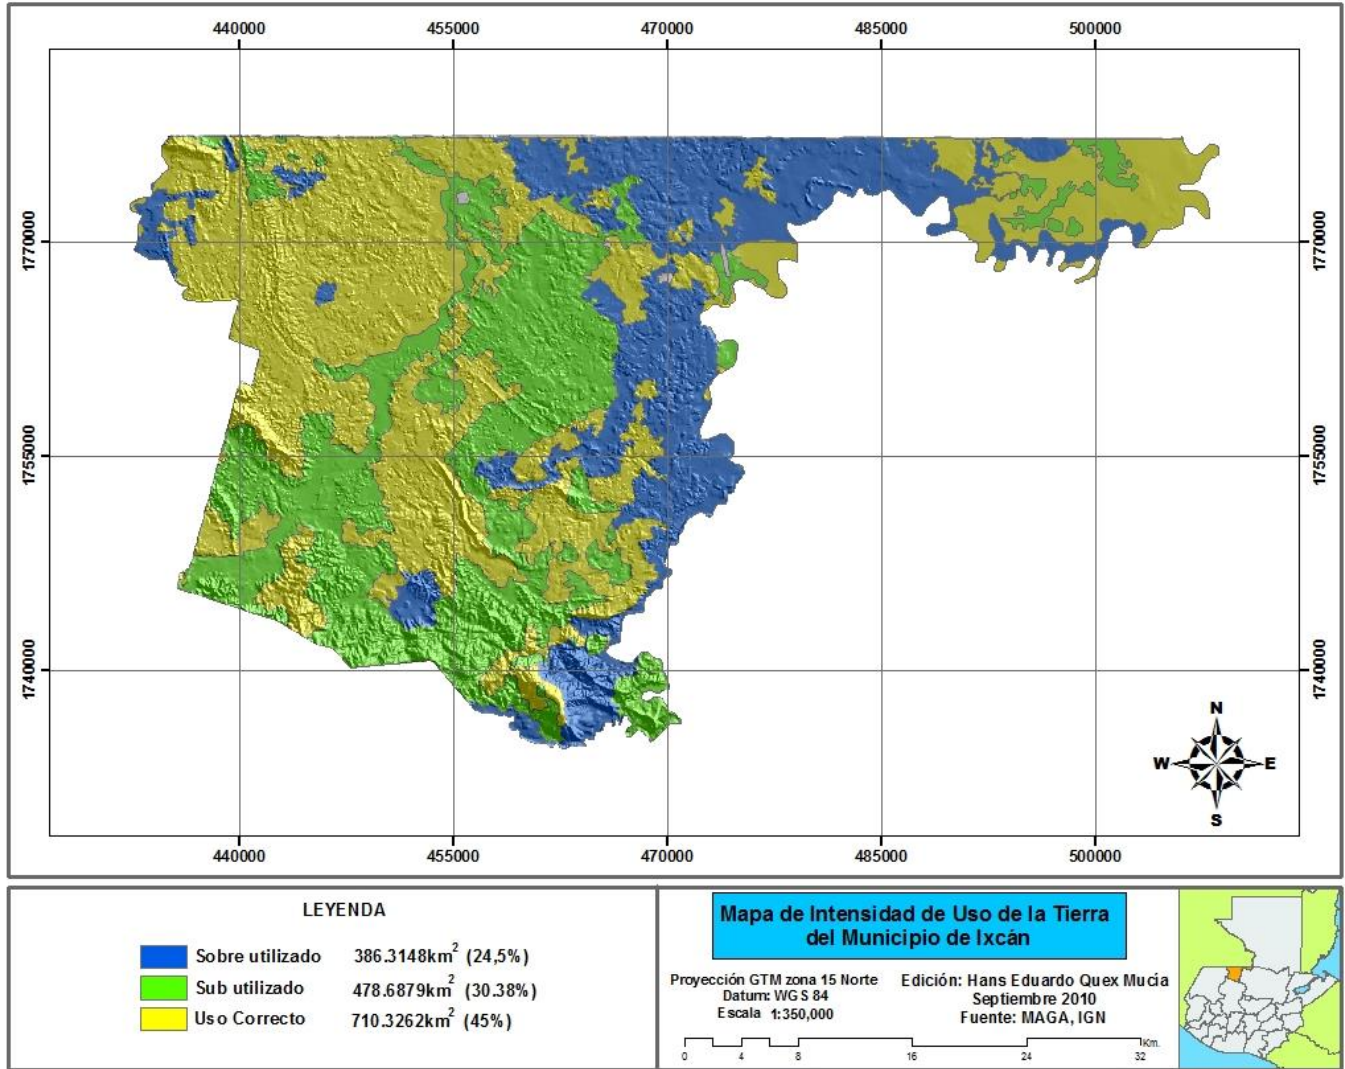 440000 455000 470000 485000 500000
1770000 1770000
1755000 1755000
1740000 1740000
N
W E
S
440000 455000 470000 485000 500000
LEYENDA
Sobre utilizado 386.3148km² (24,5%)
Sub utilizado 478.6879km² (30.38%)
Uso Correcto 710.3262km² (45%)
Mapa de Intensidad de Uso de la Tierra
del Municipio de Ixcán
Proyección GTM zona 15 Norte
Datum: WGS 84
Escala 1:350,000
Edición: Hans Eduardo Quex Mucía
Septiembre 2010
Fuente: MAGA, IGN
Km.
0 4 8 16 24 32